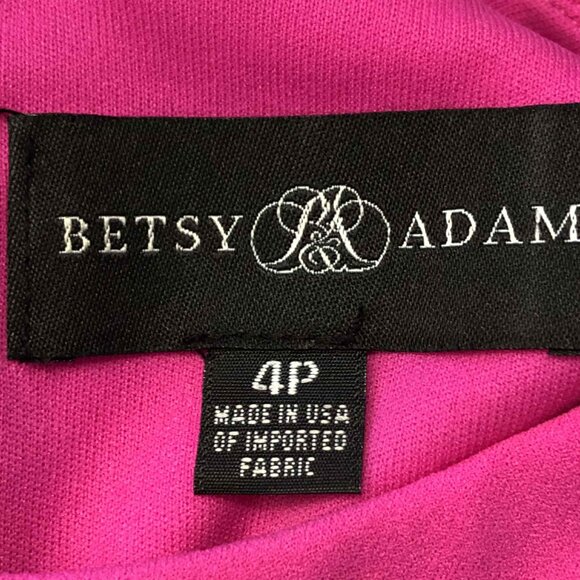 BETSY B&A ADAM
4P
MADE IN USA
OF IMPORTED
FABRIC